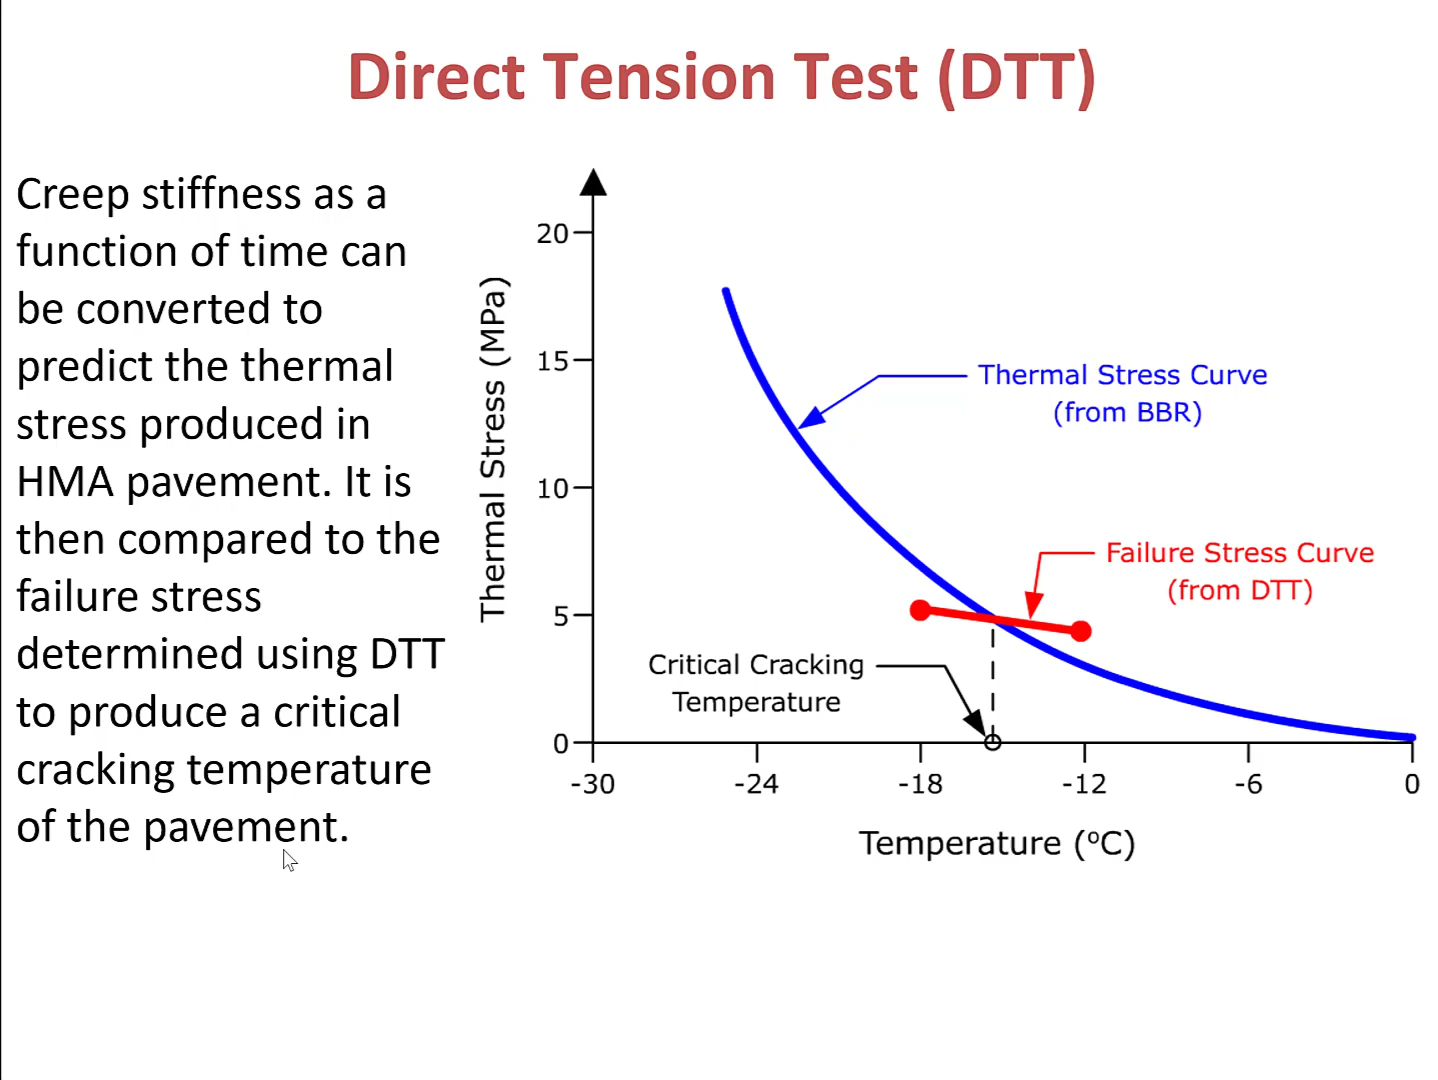 Direct Tension Test (DTT)
Creep stiffness as a
function of time can
be converted to
predict the thermal
stress produced in
HMA pavement. It is
then compared to the
failure stress
determined using DTT
to produce a critical
cracking temperature
of the pavement.
Thermal Stress (MPa)
20
15
10
5
0
Thermal Stress Curve
(from BBR)
Failure Stress Curve
(from DTT)
Critical Cracking
Temperature
-30 -24 -18 -12 -6 0
Temperature (ºC)